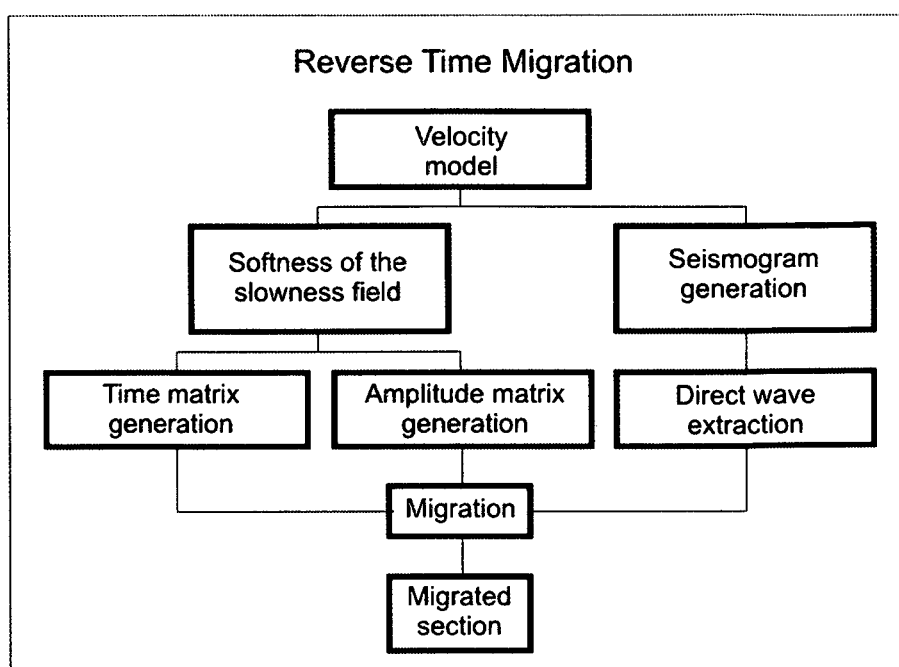 Reverse Time Migration
Velocity
model
Softness of the
slowness field
Seismogram
generation
Time matrix
generation
Amplitude matrix
generation
Direct wave
extraction
Migration
Migrated
section